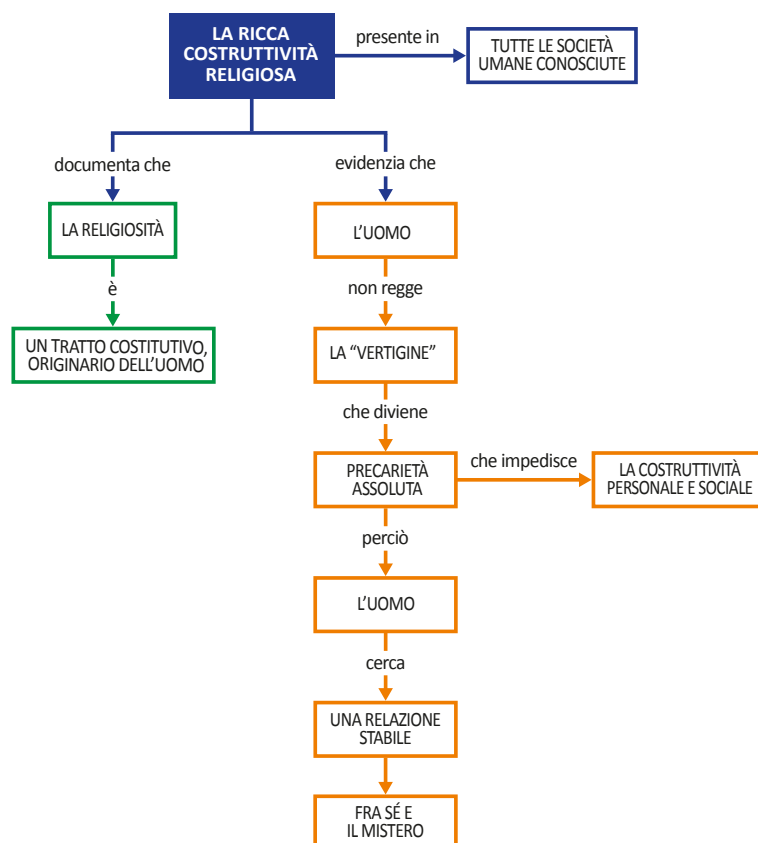 LA RICCA
COSTRUTTIVITÀ
RELIGIOSA
presente in
TUTTE LE SOCIETÀ
UMANE CONOSCIUTE
documenta che
evidenzia che
LA RELIGIOSITÀ
L'UOMO
è
non regge
UN TRATTO COSTITUTIVO,
ORIGINARIO DELL'UOMO
LA "VERTIGINE"
che diviene
PRECARIETÀ
ASSOLUTA
che impedisce
LA COSTRUTTIVITÀ
PERSONALE E SOCIALE
perciò
L'UOMO
cerca
UNA RELAZIONE
STABILE
FRA SÉ E
IL MISTERO